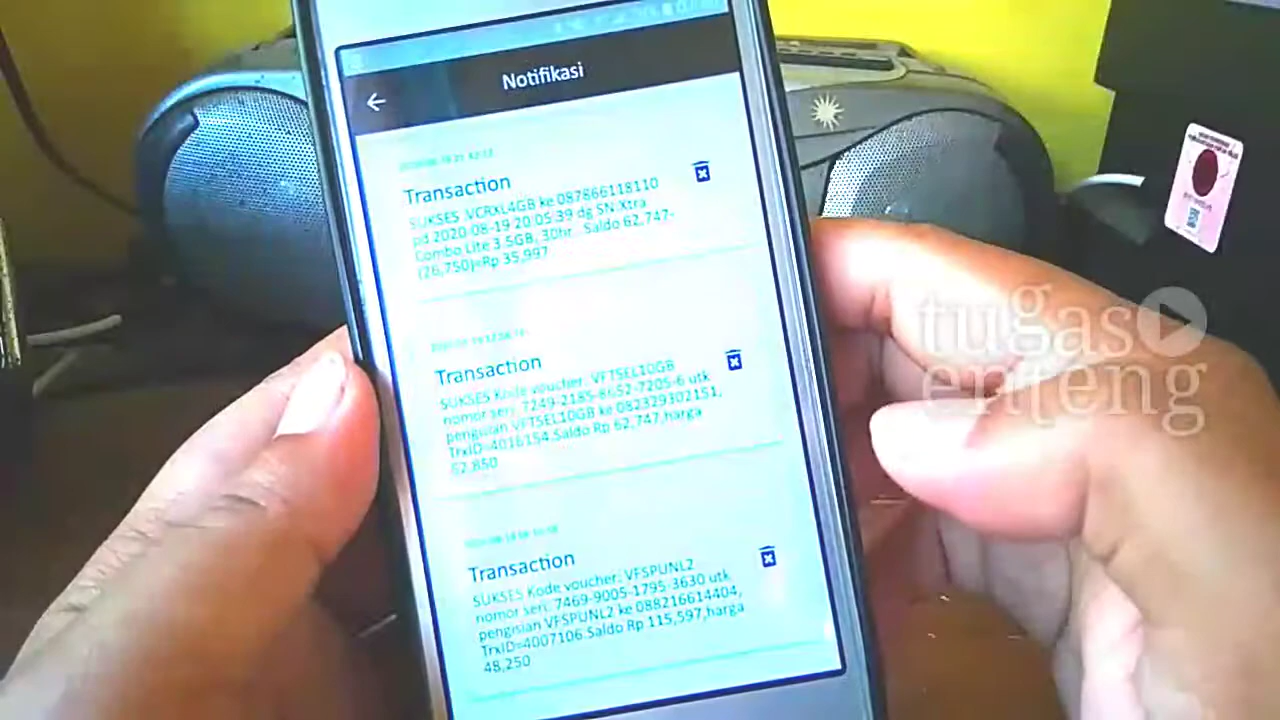 Notifikasi
Transaction
SUKSES .VCRXL4GB ke 087866118110
pd 2020-08-19 20:05:39 dg SN:Xtra
Combo Lite 3.5GB, 30hr . Saldo 62,747-
(26,750)=Rp 35,997
Transaction
SUKSES Kode voucher: VFTSEL10GB
nomor seri: 7249-2185-8652-7205-6 utk
pengisian VFTSEL10GB ke 082329302151,
TrxID=4016154.Saldo Rp 62,747,harga
52,850
Transaction
SUKSES Kode voucher: VFSPUNL2
nomor seri: 7469-9005-1795-3630 utk
pengisian VFSPUNL2 ke 088216614404,
TrxID=4007106.Saldo Rp 115,597,harga
48,250
tugas
enteng